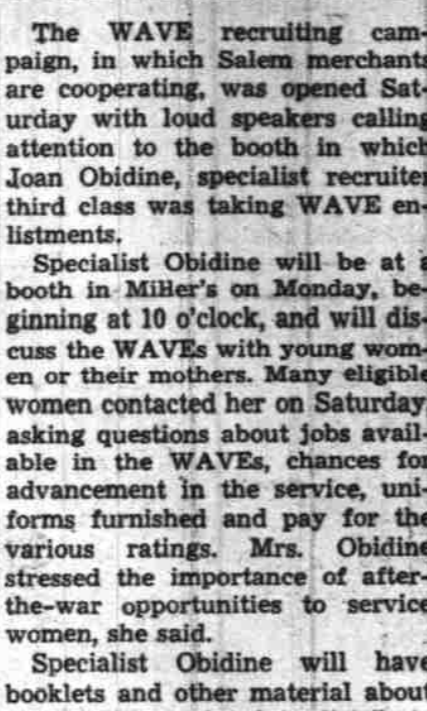 The WAVE recruiting cam-
paign, in which Salem merchants
are cooperating, was opened Sat-
urday with loud speakers calling
attention to the booth in which
Joan Obidine, specialist recruiter
third class was taking WAVE en-
listments.
Specialist Obidine will be at a
booth in Miller's on Monday, be-
ginning at 10 o'clock, and will dis-
cuss the WAVEs with young wom-
en or their mothers. Many eligible
women contacted her on Saturday
asking questions about jobs avail-
able in the WAVEs, chances for
advancement in the service, uni-
forms furnished and pay for the
various ratings. Mrs. Obidine
stressed the importance of after-
the-war opportunities to service
women, she said.
Specialist Obidine will have
booklets and other material about